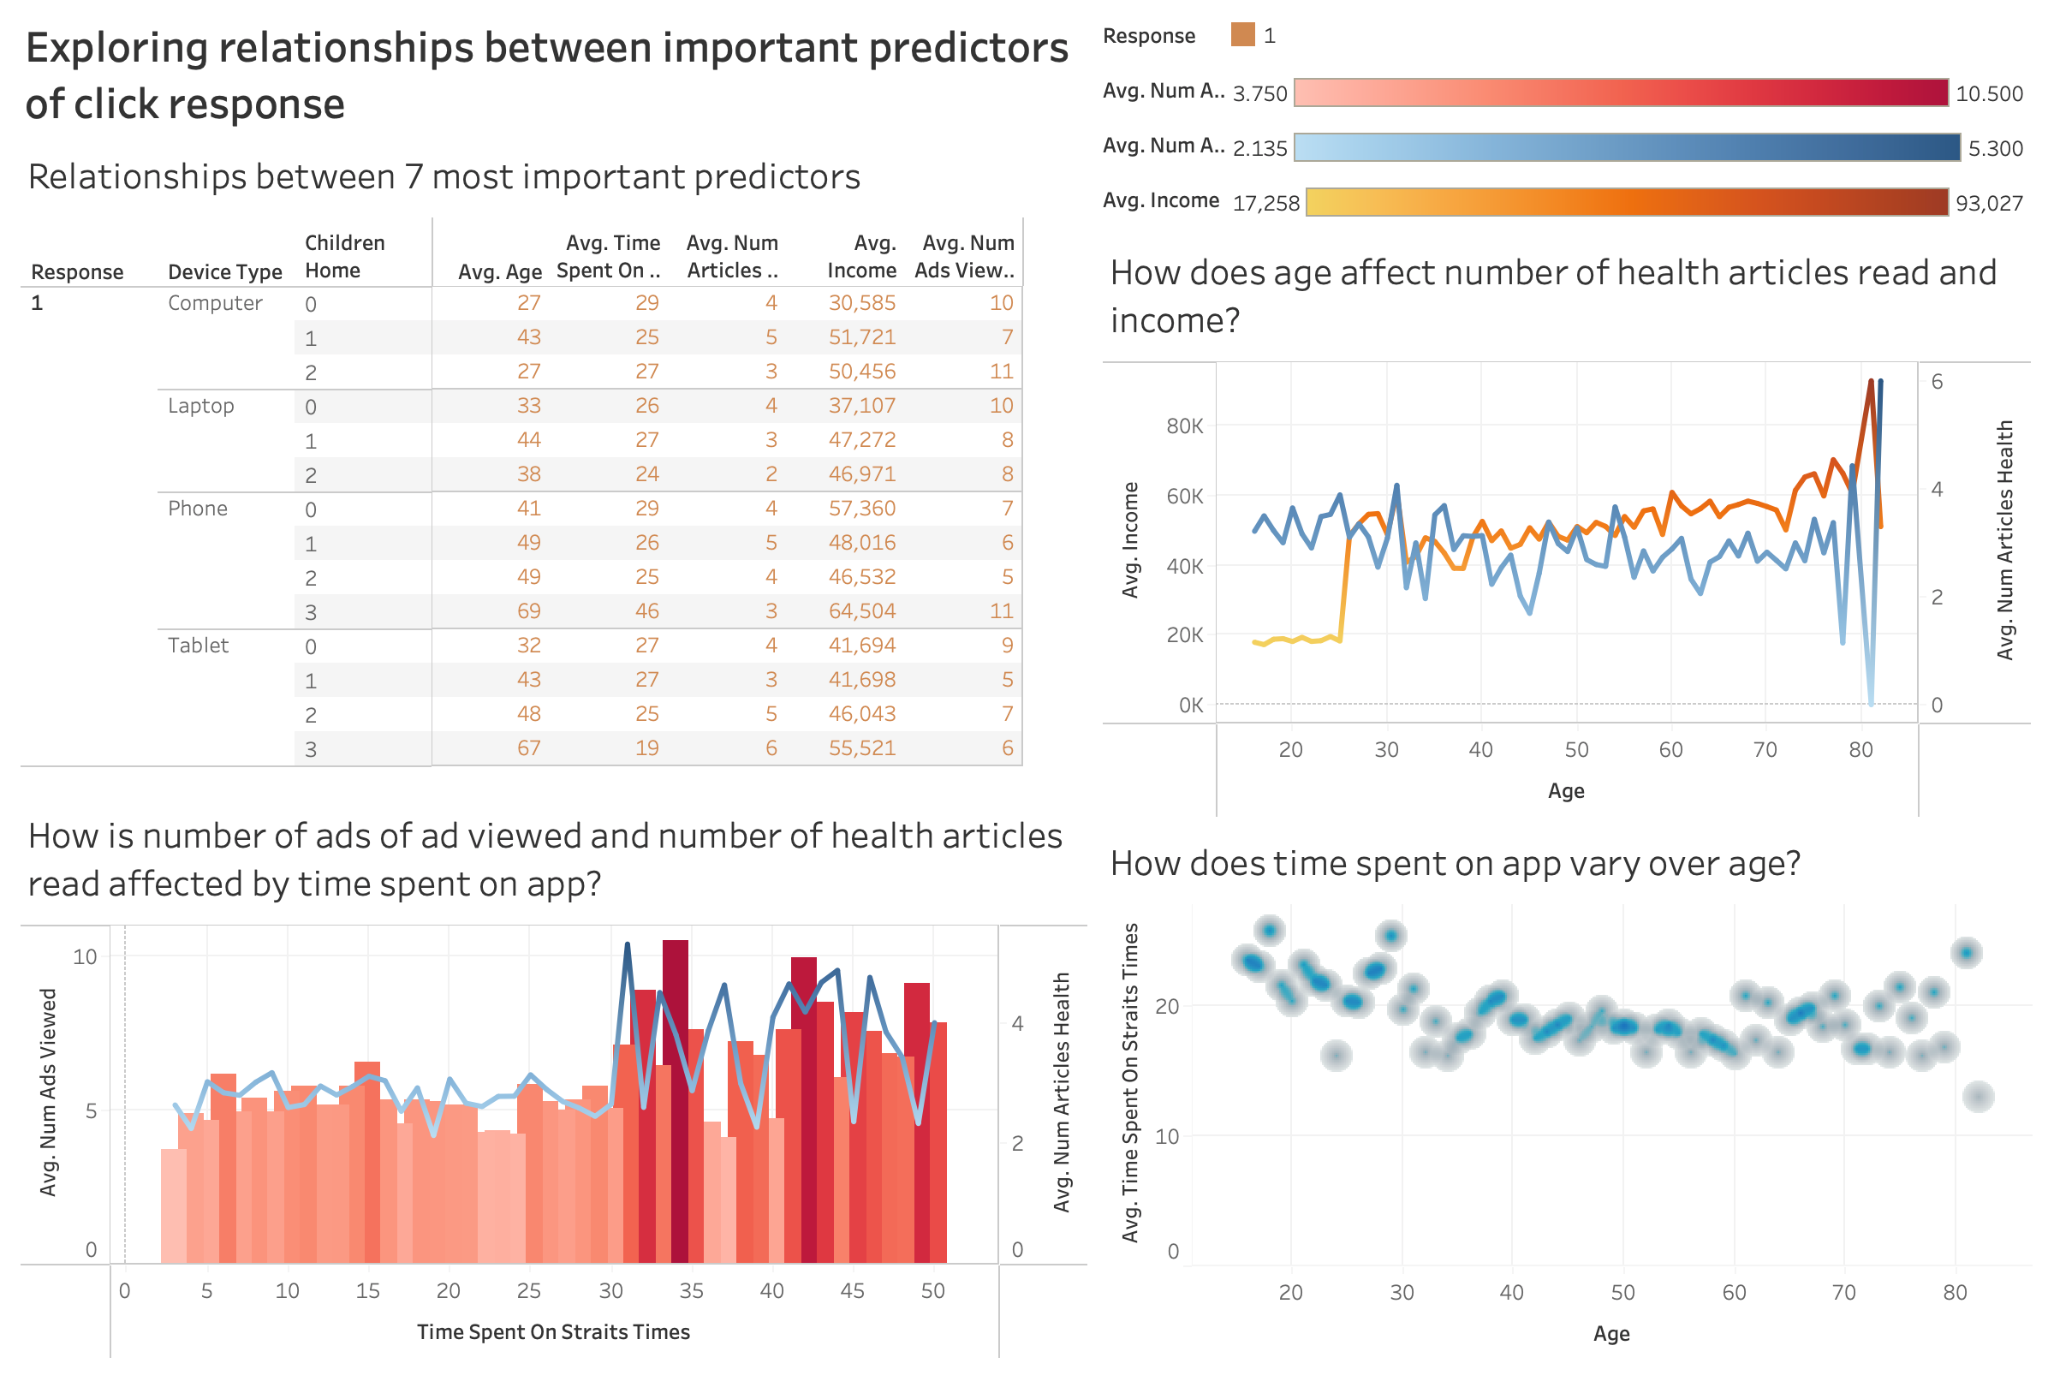 Exploring relationships between important predictors
of click response
Relationships between 7 most important predictors
Response Device Type Children Home Avg. Age Avg. Time Spent On .. Avg. Num Articles .. Avg. Income Avg. Num Ads View..
1 Computer 0 27 29 4 30,585 10
1 43 25 5 51,721 7
2 27 27 3 50,456 11
Laptop 0 33 26 4 37,107 10
1 44 27 3 47,272 8
2 38 24 2 46,971 8
Phone 0 41 29 4 57,360 7
1 49 26 5 48,016 6
2 49 25 4 46,532 5
3 69 46 3 64,504 11
Tablet 0 32 27 4 41,694 9
1 43 27 3 41,698 5
2 48 25 5 46,043 7
3 67 19 6 55,521 6
How is number of ads of ad viewed and number of health articles
read affected by time spent on app?
Avg. Num Ads Viewed
10
5
0
4
2
0
Avg. Num Articles Health
0 5 10 15 20 25 30 35 40 45 50
Time Spent On Straits Times
Response 1
Avg. Num A.. 3.750 10.500
Avg. Num A.. 2.135 5.300
Avg. Income 17,258 93,027
How does age affect number of health articles read and
income?
Avg. Income
80K
60K
40K
20K
0K
6
4
2
0
Avg. Num Articles Health
20 30 40 50 60 70 80
Age
How does time spent on app vary over age?
Avg. Time Spent On Straits Times
20
10
0
20 30 40 50 60 70 80
Age